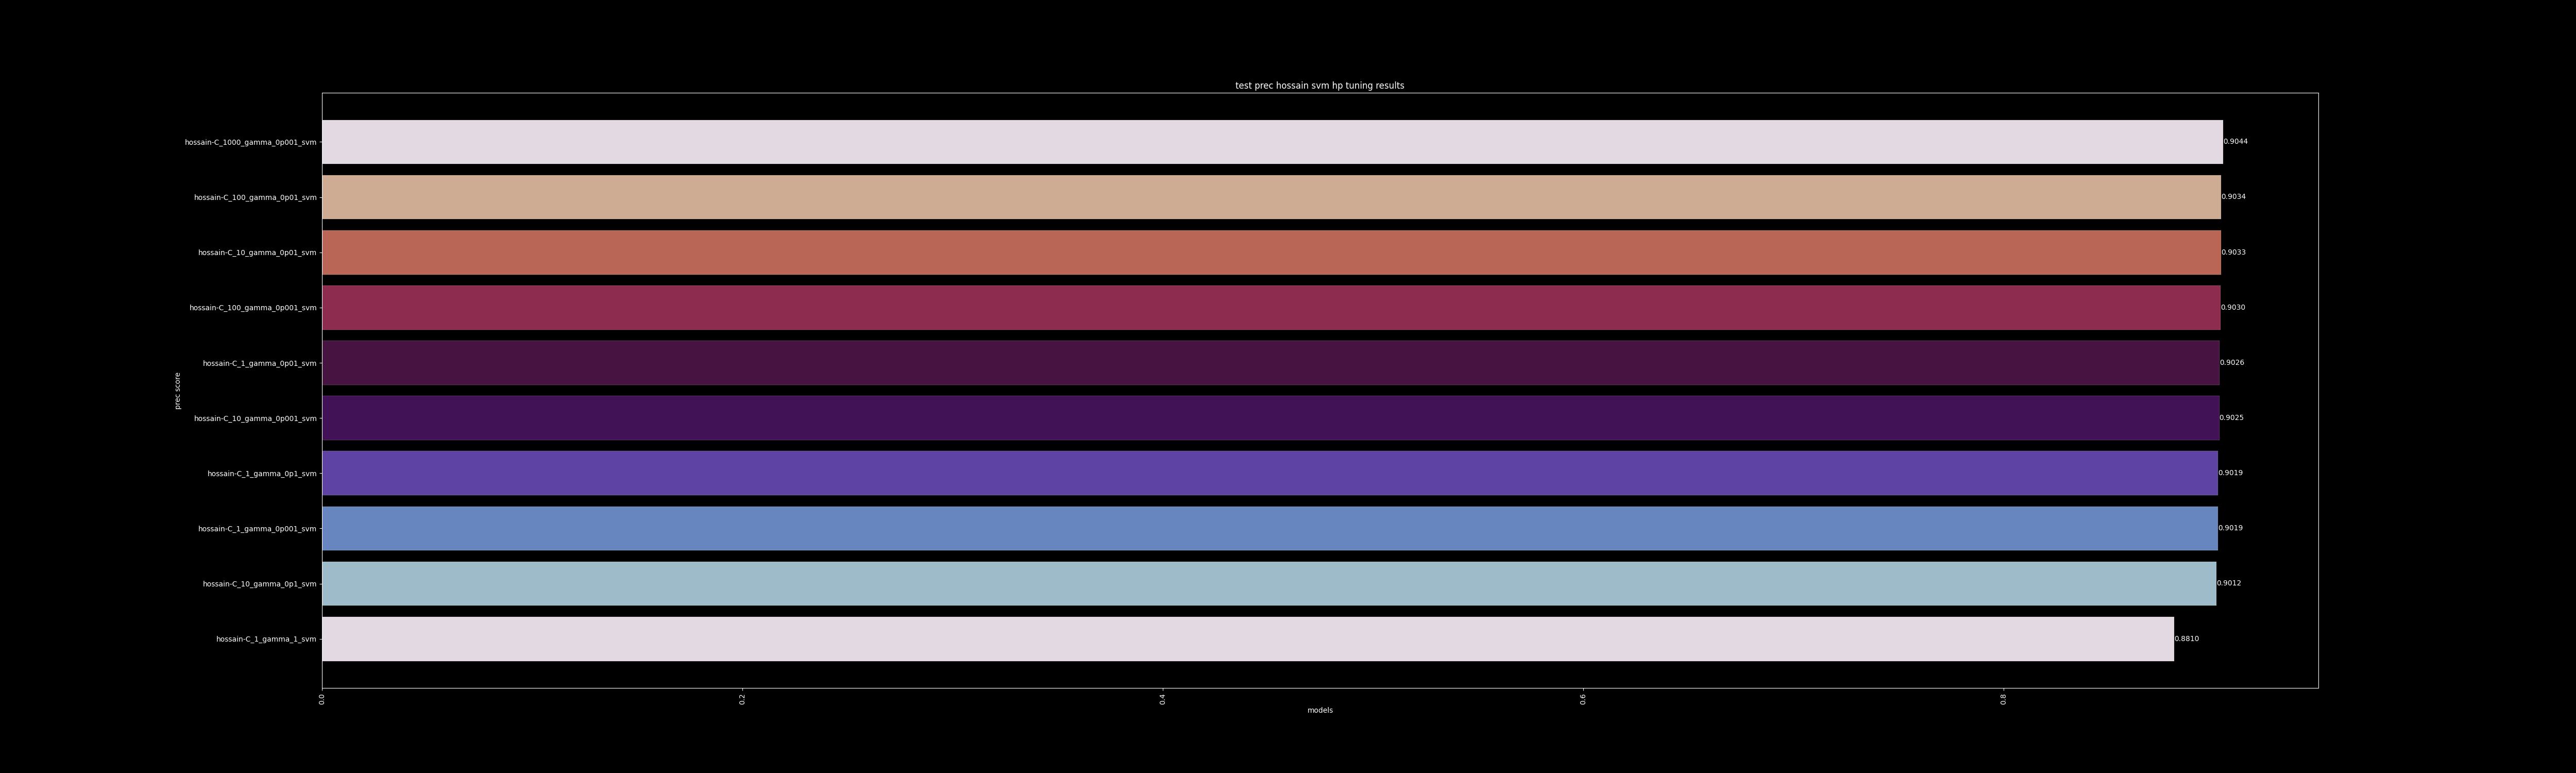 test prec hossain svm hp tuning results
hossain-C_1000_gamma_0p001_svm
0.9044
hossain-C_100_gamma_0p01_svm
0.9034
hossain-C_10_gamma_0p01_svm
0.9033
hossain-C_100_gamma_0p001_svm
0.9030
hossain-C_1_gamma_0p01_svm
0.9026
prec score
hossain-C_10_gamma_0p001_svm
0.9025
hossain-C_1_gamma_0p1_svm
0.9019
hossain-C_1_gamma_0p001_svm
0.9019
hossain-C_10_gamma_0p1_svm
0.9012
hossain-C_1_gamma_1_svm
0.8810
0.0
0.2
0.4
0.6
0.8
models